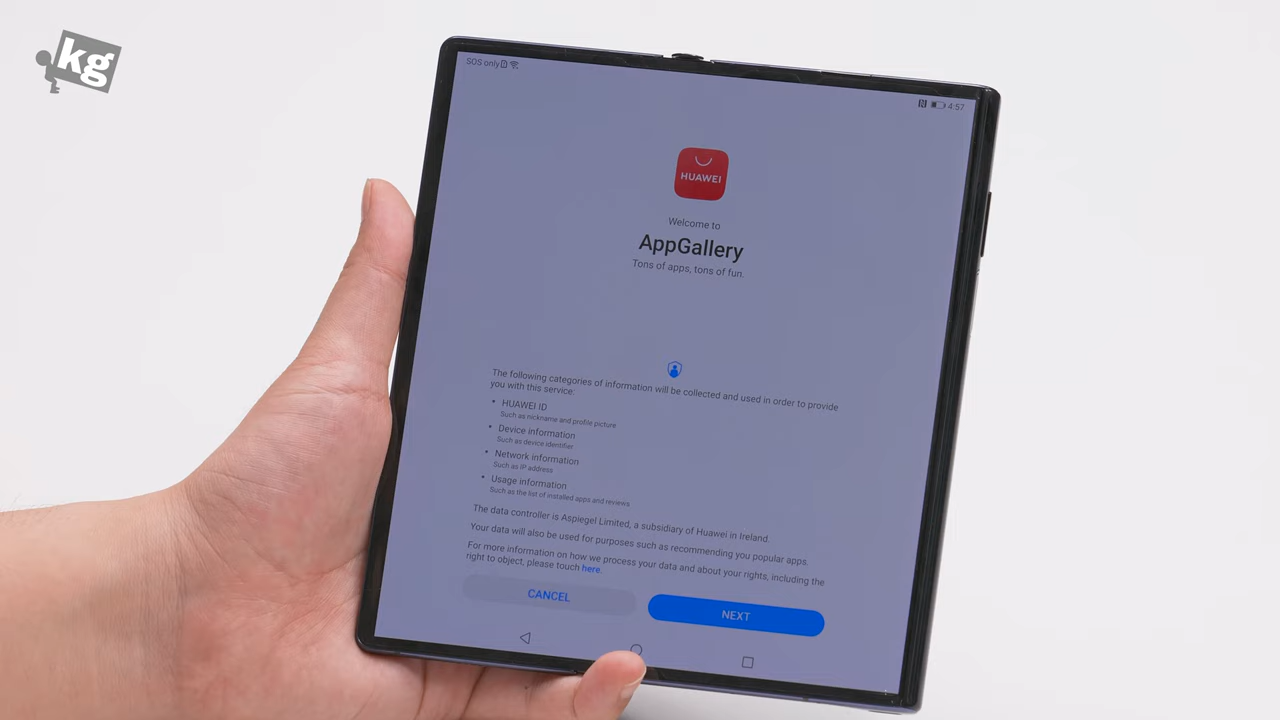 kg
SOS only
4:57
HUAWEI
Welcome to
AppGallery
Tons of apps, tons of fun.
The following categories of information will be collected and used in order to provide
you with this service.
• HUAWEI ID
Such as nickname and profile picture
• Device information
Such as device identifier
• Network information
Such as IP address
• Usage information
Such as the list of installed apps and reviews
The data controller is Aspiegel Limited, a subsidiary of Huawei in Ireland.
Your data will also be used for purposes such as recommending you popular apps.
For more information on how we process your data and about your rights, including the
right to object, please touch here.
CANCEL
NEXT